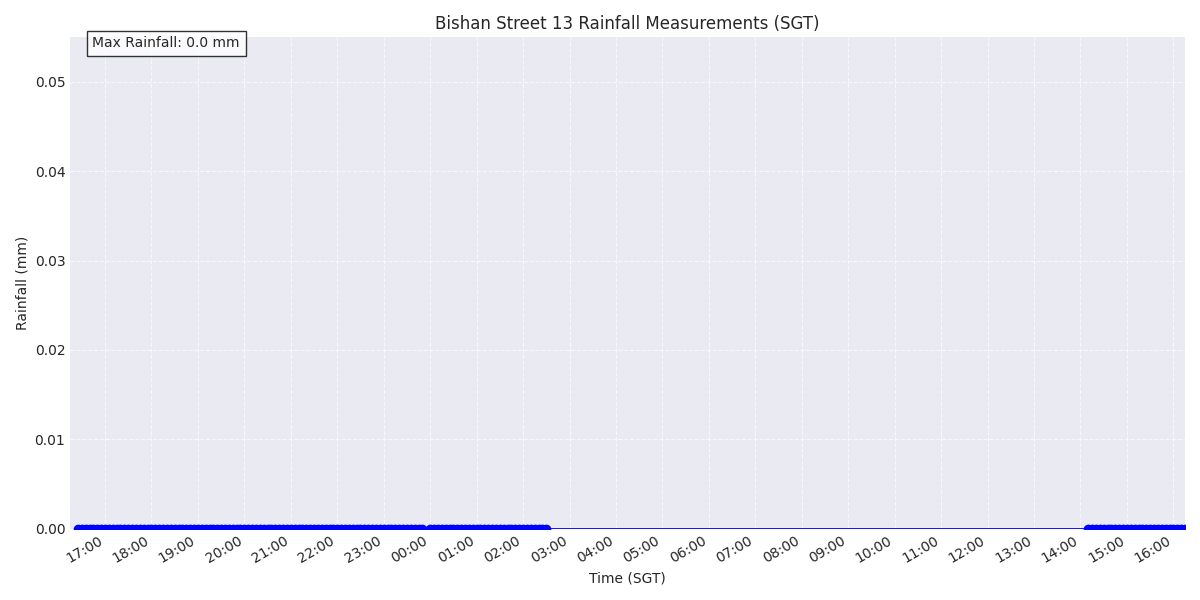 Bishan Street 13 Rainfall Measurements (SGT)
Max Rainfall: 0.0 mm
0.05
0.04
0.03
0.02
0.01
0.00
Rainfall (mm)
17:00 18:00 19:00 20:00 21:00 22:00 23:00 00:00 01:00 02:00 03:00 04:00 05:00 06:00 07:00 08:00 09:00 10:00 11:00 12:00 13:00 14:00 15:00 16:00
Time (SGT)